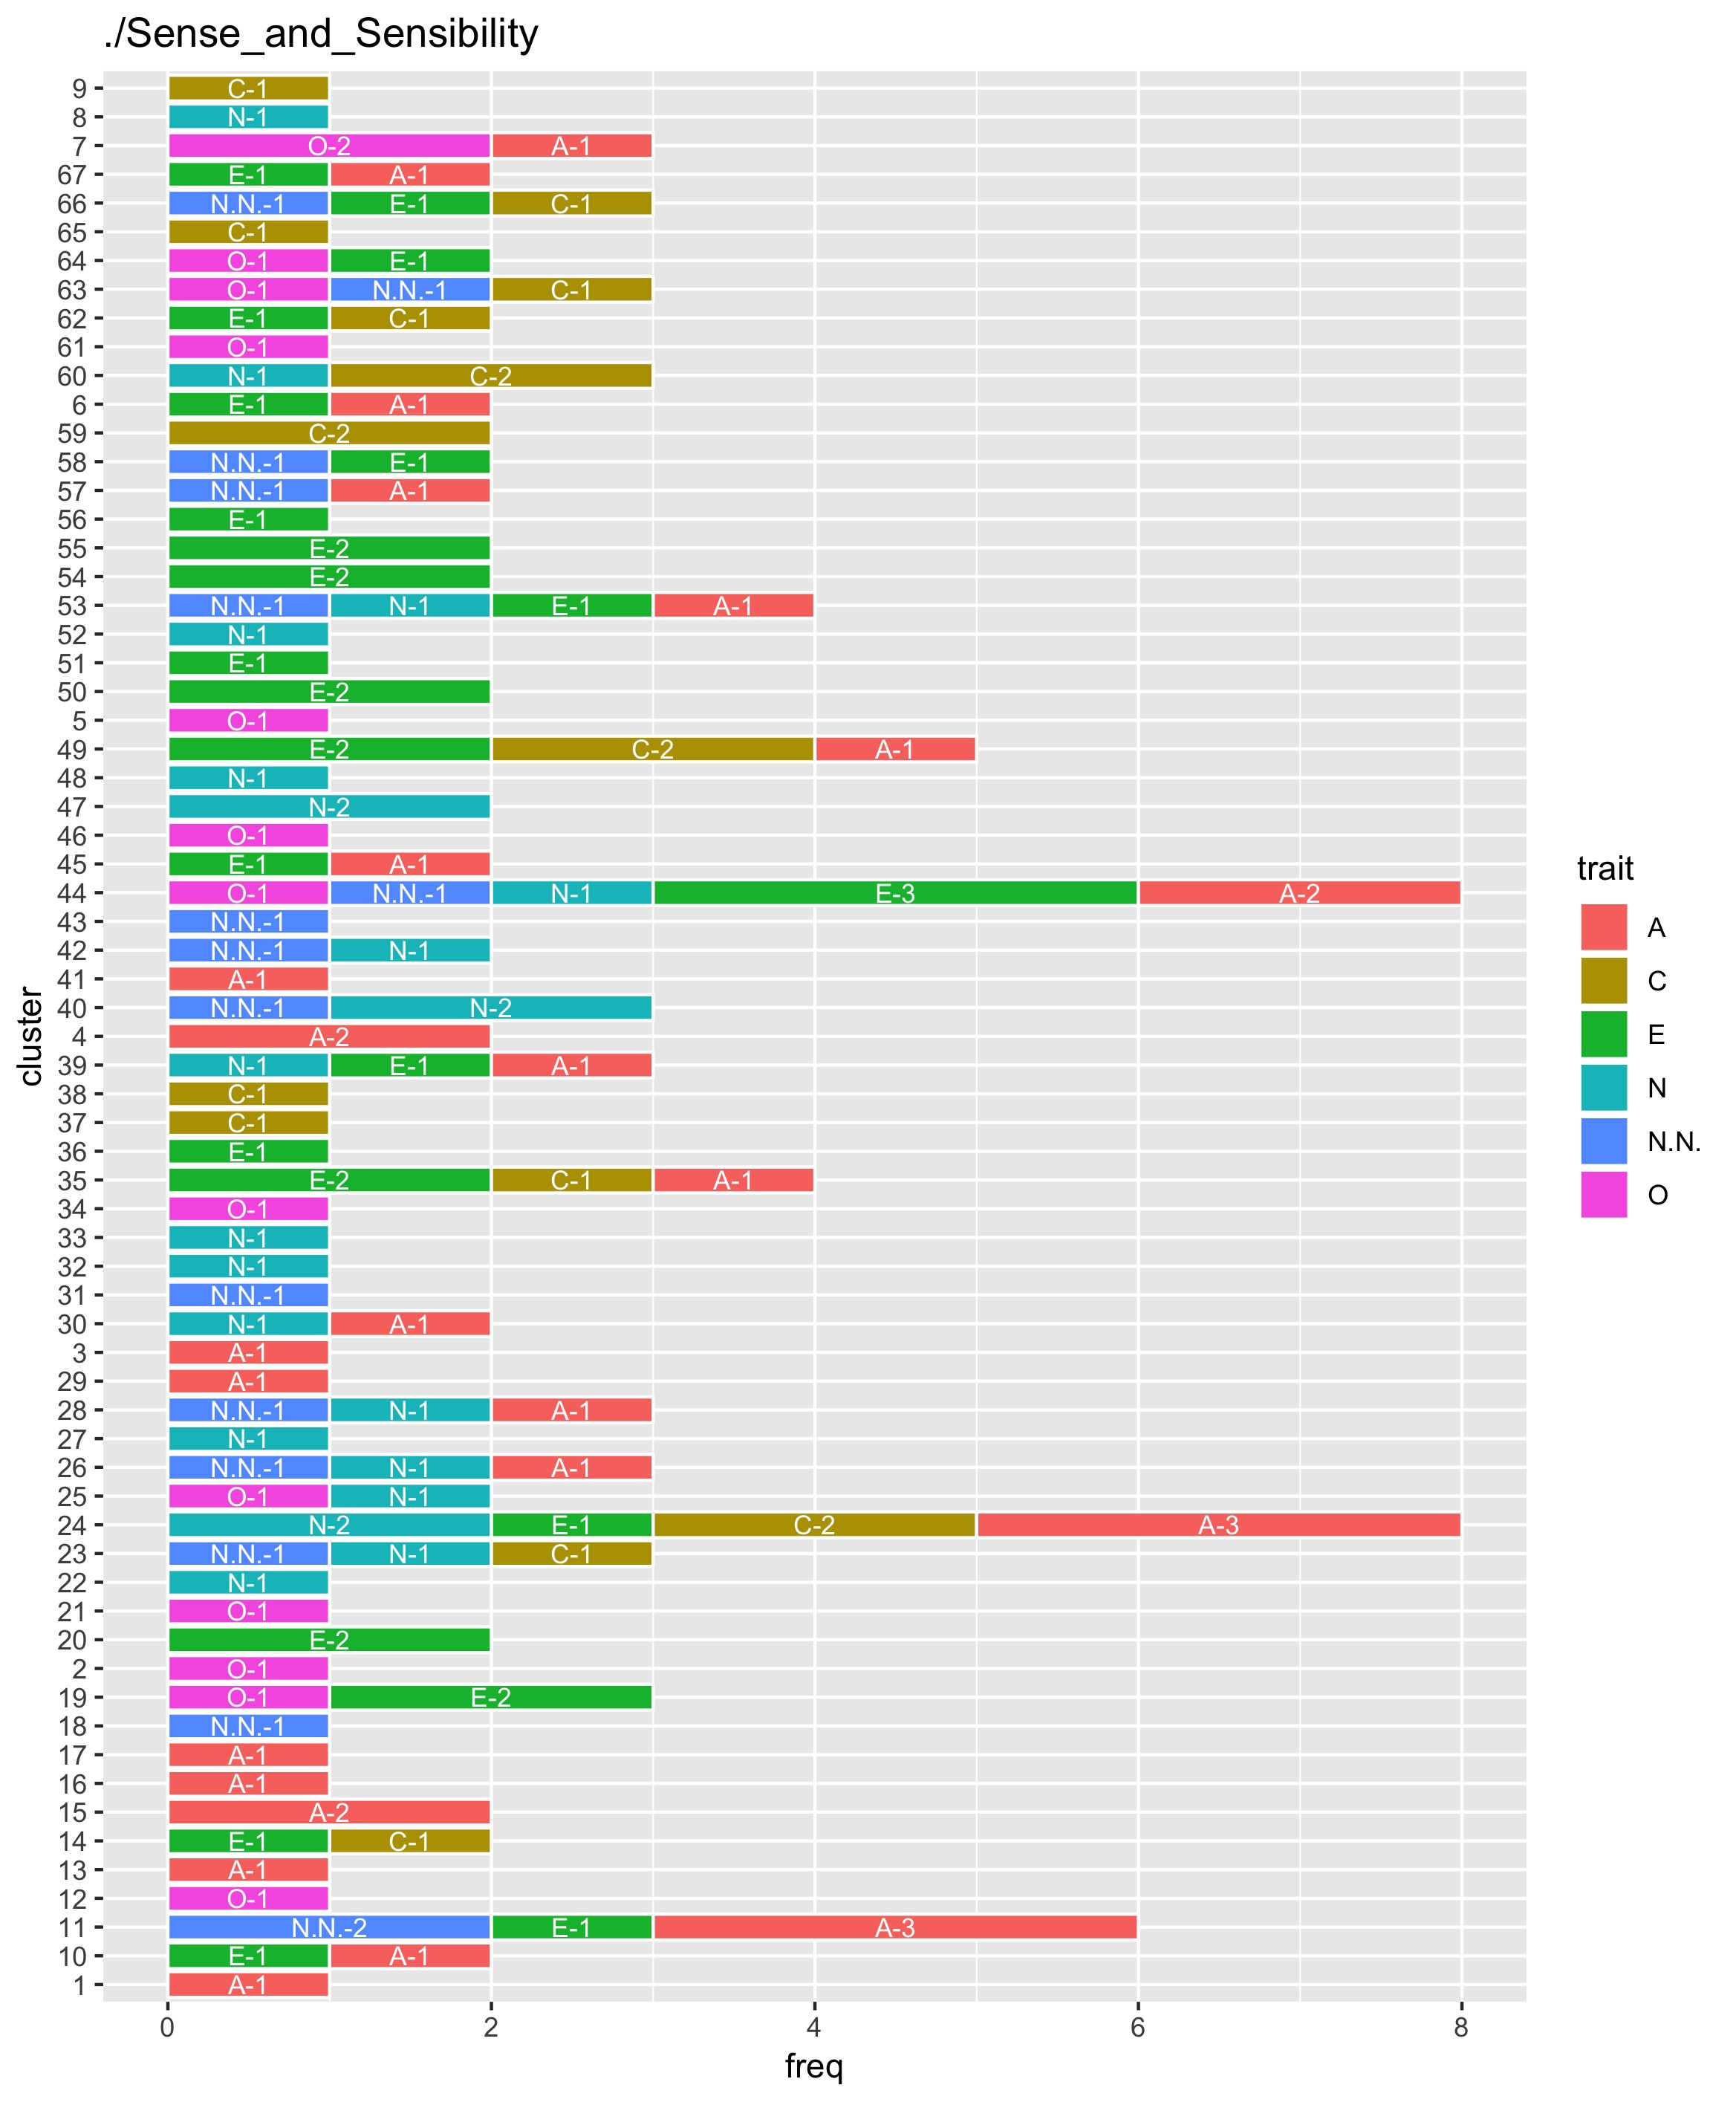 ./Sense_and_Sensibility
9 C-1
8 N-1
7 O-2 A-1
67 E-1 A-1
66 N.N.-1 E-1 C-1
65 C-1
64 O-1 E-1
63 O-1 N.N.-1 C-1
62 E-1 C-1
61 O-1
60 N-1 C-2
6 E-1 A-1
59 C-2
58 N.N.-1 E-1
57 N.N.-1 A-1
56 E-1
55 E-2
54 E-2
53 N.N.-1 N-1 E-1 A-1
52 N-1
51 E-1
50 E-2
5 O-1
49 E-2 C-2 A-1
48 N-1
47 N-2
46 O-1
45 E-1 A-1
44 O-1 N.N.-1 N-1 E-3 A-2
43 N.N.-1
42 N.N.-1 N-1
41 A-1
40 N.N.-1 N-2
4 A-2
39 N-1 E-1 A-1
38 C-1
37 C-1
36 E-1
35 E-2 C-1 A-1
34 O-1
33 N-1
32 N-1
31 N.N.-1
30 N-1 A-1
3 A-1
29 A-1
28 N.N.-1 N-1 A-1
27 N-1
26 N.N.-1 N-1 A-1
25 O-1 N-1
24 N-2 E-1 C-2 A-3
23 N.N.-1 N-1 C-1
22 N-1
21 O-1
20 E-2
2 O-1
19 O-1 E-2
18 N.N.-1
17 A-1
16 A-1
15 A-2
14 E-1 C-1
13 A-1
12 O-1
11 N.N.-2 E-1 A-3
10 E-1 A-1
1 A-1
0 2 4 6 8
freq
cluster
trait
A
C
E
N
N.N.
O